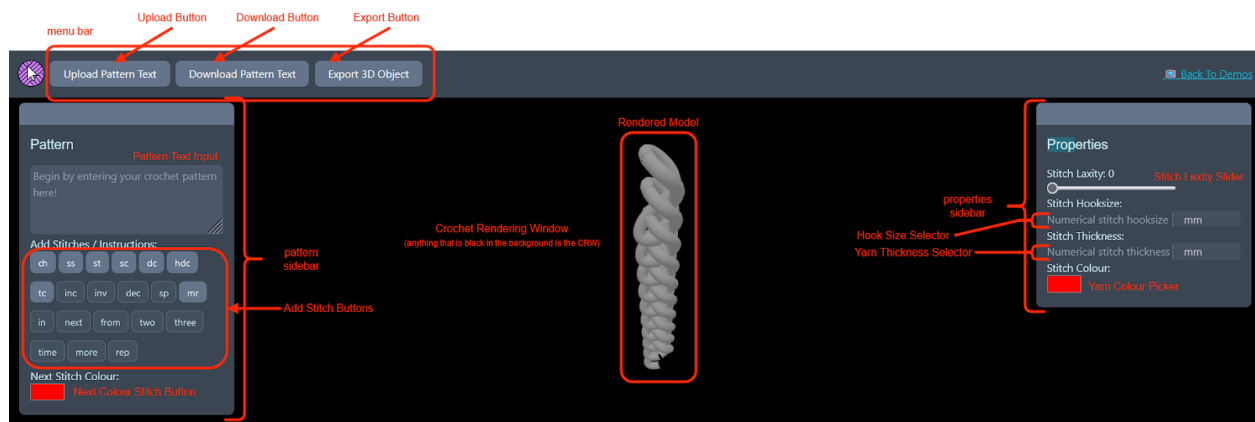 Upload Button
Download Button
Export Button
menu bar
Upload Pattern Text
Download Pattern Text
Export 3D Object
Back To Demos
Pattern
Pattern Text Input
Begin by entering your crochet pattern
here!
Add Stitches / Instructions:
ch ss st sc dc hdc
tc inc inv dec sp mr
in next from two three
time more rep
Next Stitch Colour:
Next Colour Stitch Button
pattern
sidebar
Add Stitch Buttons
Crochet Rendering Window
(anything that is black in the background is the CRW)
Rendered Model
properties
sidebar
Hook Size Selector
Yarn Thickness Selector
Properties
Stitch Laxity: 0
Stitch Laxity Slider
Stitch Hooksize:
Numerical stitch hooksize mm
Stitch Thickness:
Numerical stitch thickness mm
Stitch Colour:
Yarn Colour Picker